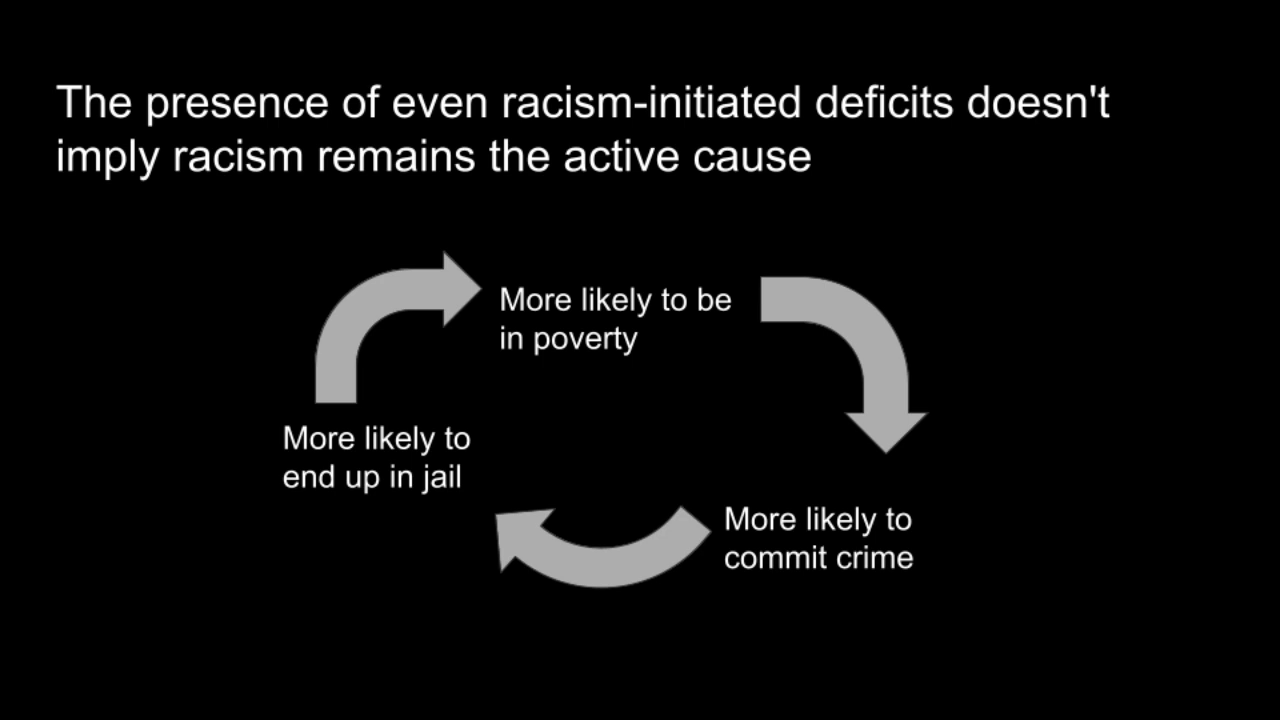 The presence of even racism-initiated deficits doesn't
imply racism remains the active cause
More likely to be
in poverty
More likely to
end up in jail
More likely to
commit crime